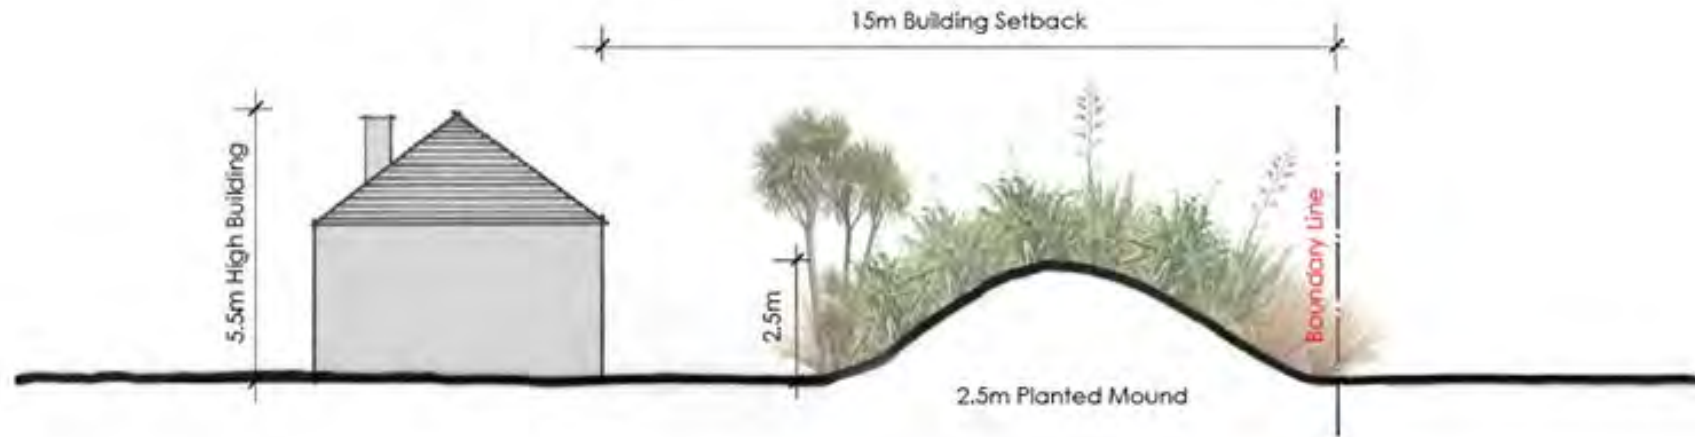 15m Building Setback
5.5m High Building
2.5m
Boundary Line
2.5m Planted Mound